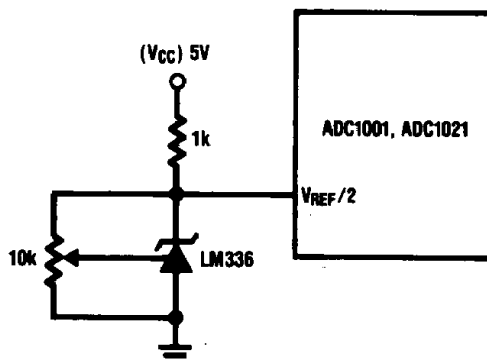 (VCC) 5V
1k
ADC1001, ADC1021
VREF/2
10k
LM336